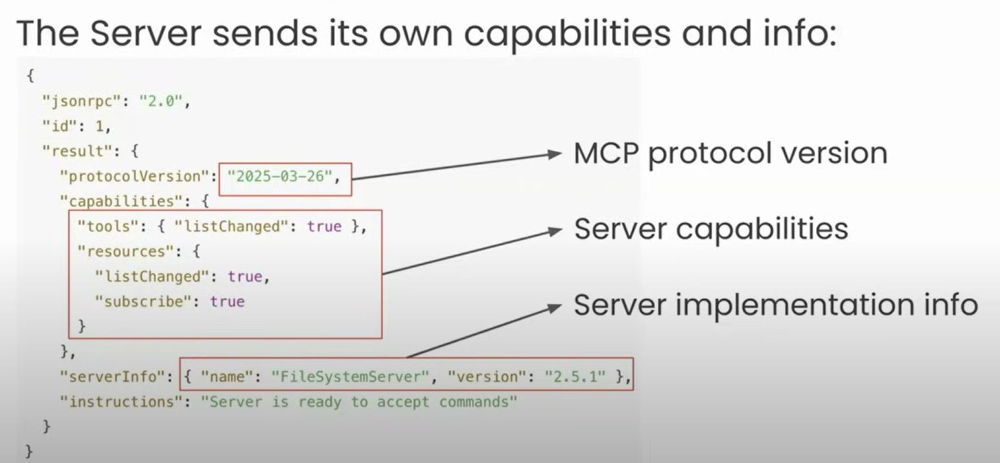 The Server sends its own capabilities and info:
{
"jsonrpc": "2.0",
"id": 1,
"result": {
"protocolVersion": "2025-03-26",
"capabilities": {
"tools": { "listChanged": true },
"resources": {
"listChanged": true,
"subscribe": true
}
},
"serverInfo": { "name": "FileSystemServer", "version": "2.5.1" },
"instructions": "Server is ready to accept commands"
}
}
MCP protocol version
Server capabilities
Server implementation info